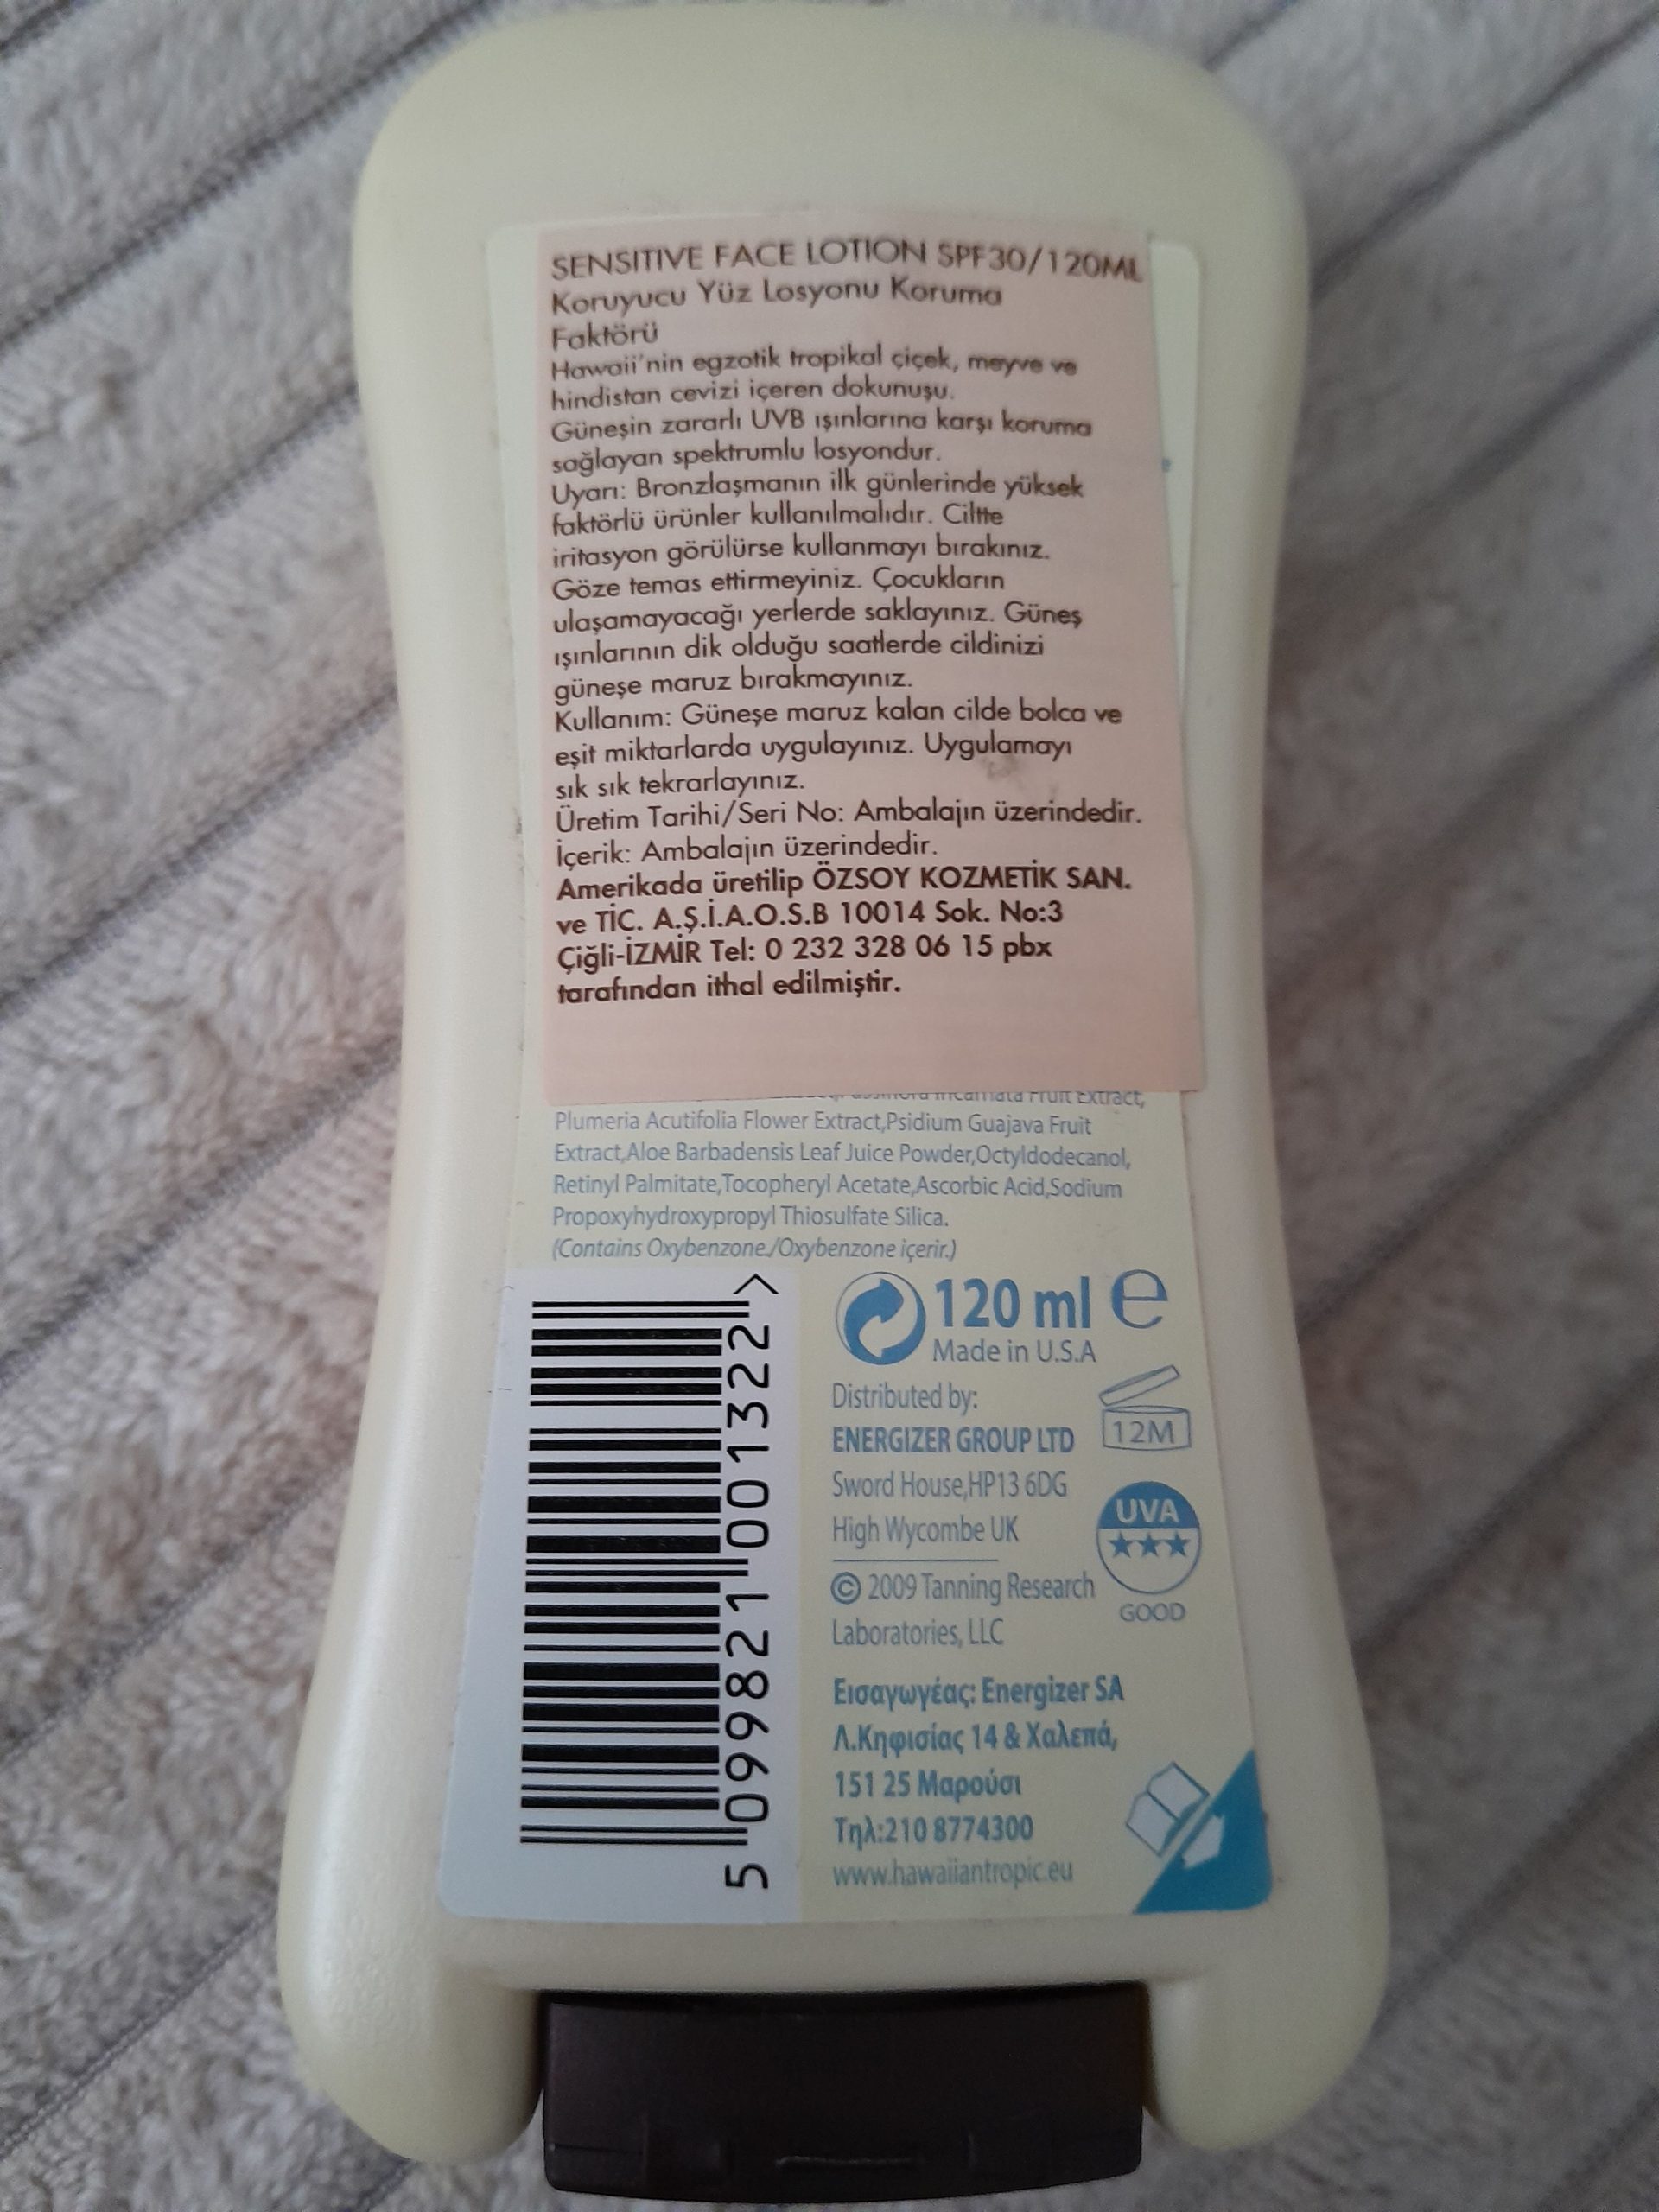 SENSITIVE FACE LOTION SPF30/120ML
Koruyucu Yüz Losyonu Koruma
Faktörü
Hawaii'nin egzotik tropikal çiçek, meyve ve
hindistan cevizi içeren dokunuşu.
Güneşin zararlı UVB ışınlarına karşı koruma
sağlayan spektrumlu losyondur.
Uyarı: Bronzlaşmanın ilk günlerinde yüksek
faktörlü ürünler kullanılmalıdır. Ciltte
iritasyon görülürse kullanmayı bırakınız.
Göze temas ettirmeyiniz. Çocukların
ulaşamayacağı yerlerde saklayınız. Güneş
ışınlarının dik olduğu saatlerde cildinizi
güneşe maruz bırakmayınız.
Kullanım: Güneşe maruz kalan cilde bolca ve
eşit miktarlarda uygulayınız. Uygulamayı
sık sık tekrarlayınız.
Üretim Tarihi/Seri No: Ambalajın üzerindedir.
İçerik: Ambalajın üzerindedir.
Amerikada üretilip ÖZSOY KOZMETİK SAN.
ve TİC. A.Ş.İ.A.O.S.B 10014 Sok. No:3
Çiğli-İZMİR Tel: 0 232 328 06 15 pbx
tarafından ithal edilmiştir.
Incarnata Fruit Extract,
Plumeria Acutifolia Flower Extract,Psidium Guajava Fruit
Extract,Aloe Barbadensis Leaf Juice Powder,Octyldodecanol,
Retinyl Palmitate,Tocopheryl Acetate,Ascorbic Acid,Sodium
Propoxyhydroxypropyl Thiosulfate Silica.
(Contains Oxybenzone./Oxybenzone içerir.)
5 099821 001322 >
120 ml e
Made in U.S.A
Distributed by:
ENERGIZER GROUP LTD
12M
Sword House,HP13 6DG
High Wycombe UK
UVA
GOOD
© 2009 Tanning Research
Laboratories, LLC
Εισαγωγέας: Energizer SA
Λ.Κηφισίας 14 & Χαλεπά,
151 25 Μαρούσι
Τηλ:210 8774300
www.hawaiiantropic.eu